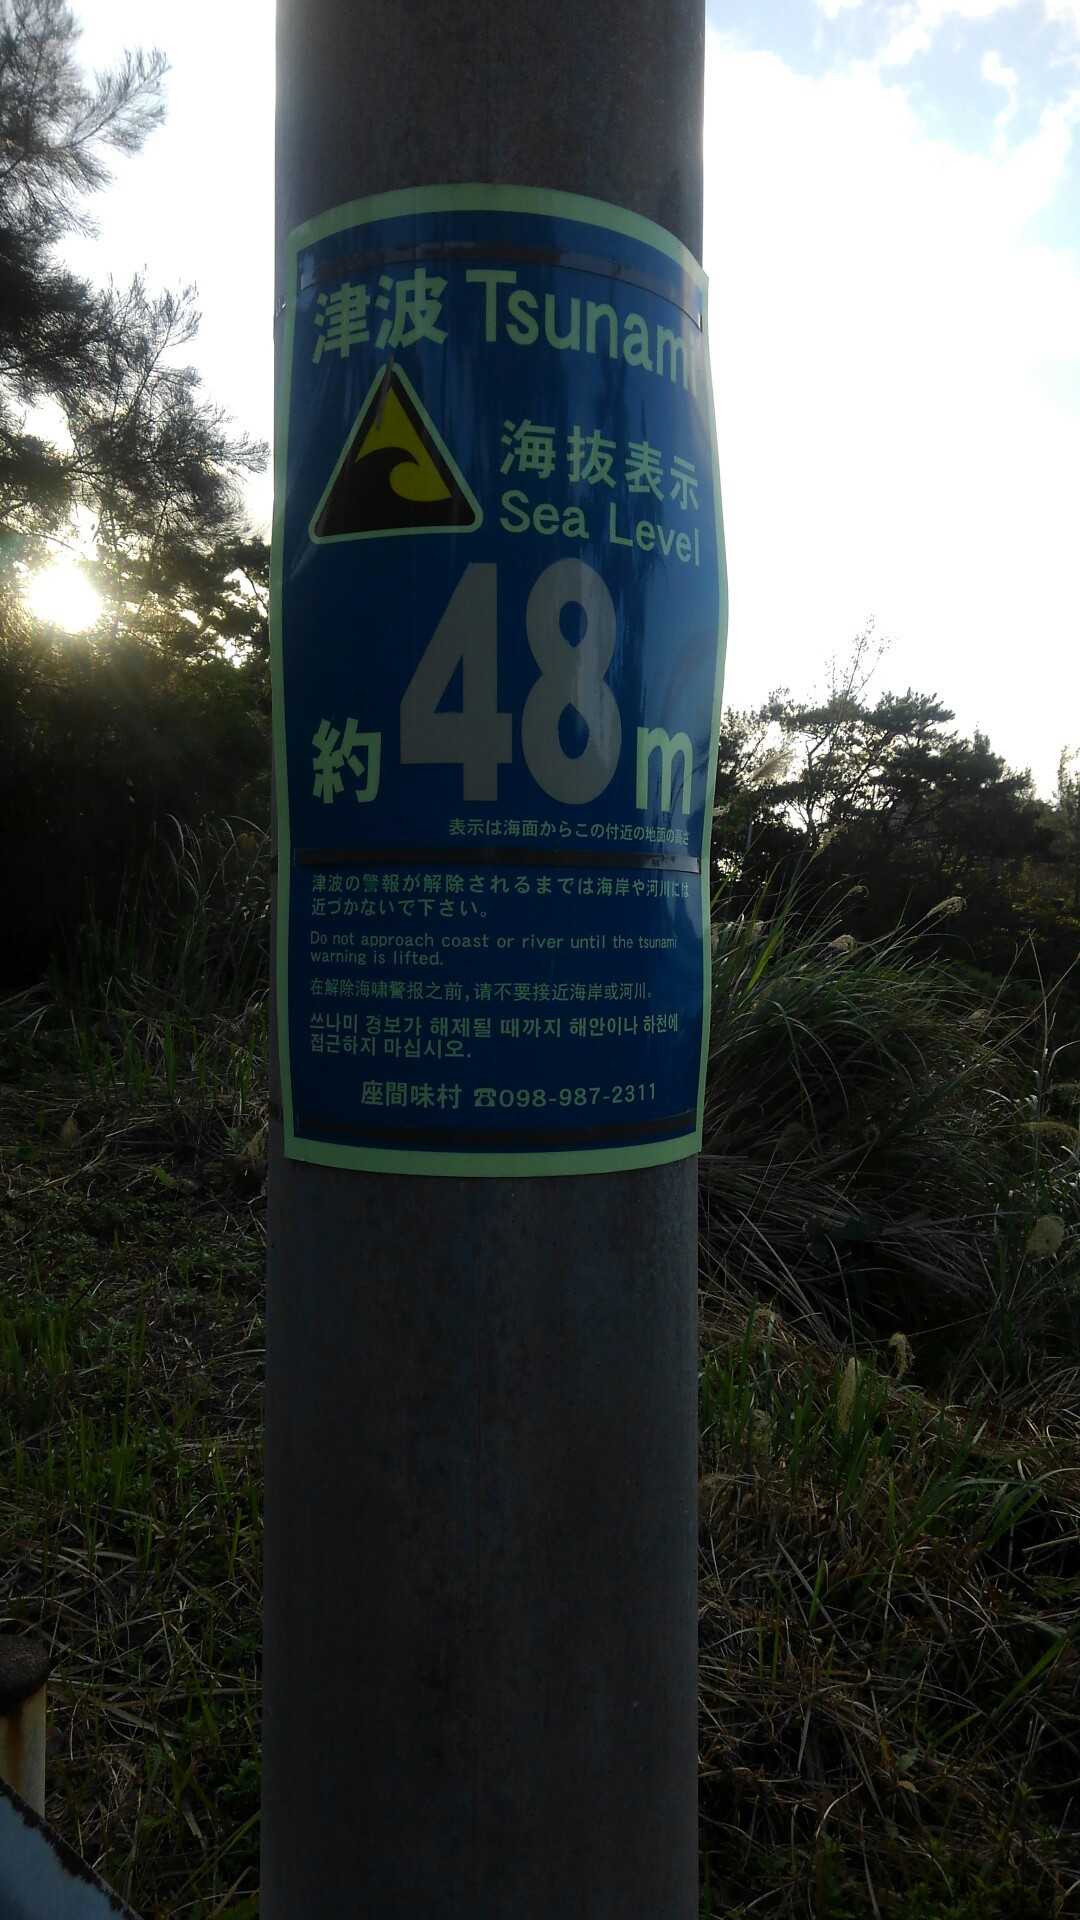 津波 Tsunami
海抜表示
Sea Level
約48m
表示は海面からこの付近の地面の高さ
津波の警報が解除されるまでは海岸や河川には
近づかないで下さい。
Do not approach coast or river until the tsunami
warning is lifted.
在解除海啸警报之前,请不要接近海岸或河川。
쓰나미 경보가 해제될 때까지 해안이나 하천에
접근하지 마십시오.
座間味村 ☎098-987-2311